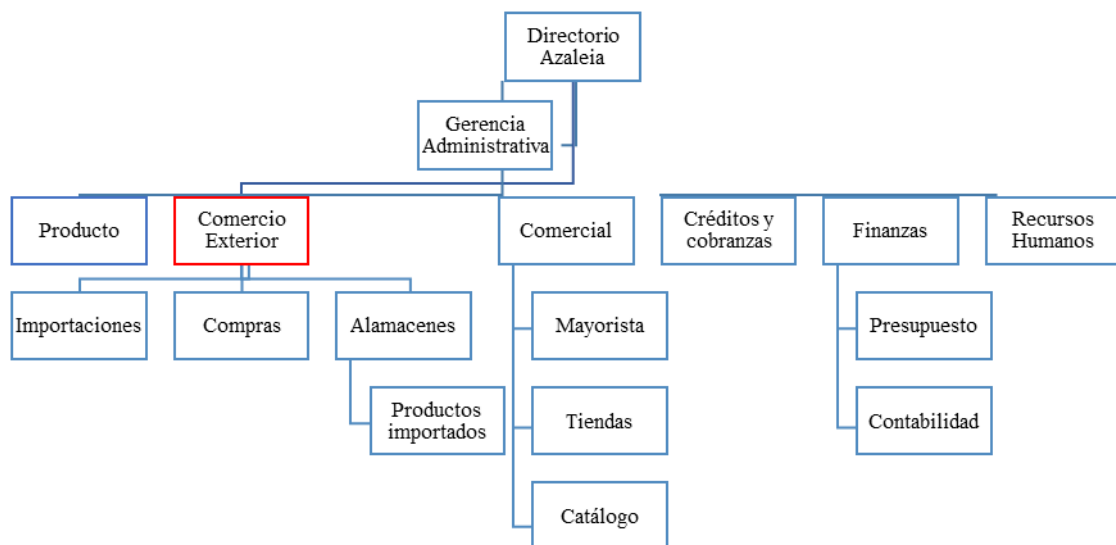 Directorio
Azaleia
Gerencia
Administrativa
Producto
Comercio
Exterior
Comercial
Créditos y
cobranzas
Finanzas
Recursos
Humanos
Importaciones
Compras
Alamacenes
Mayorista
Presupuesto
Productos
importados
Tiendas
Contabilidad
Catálogo